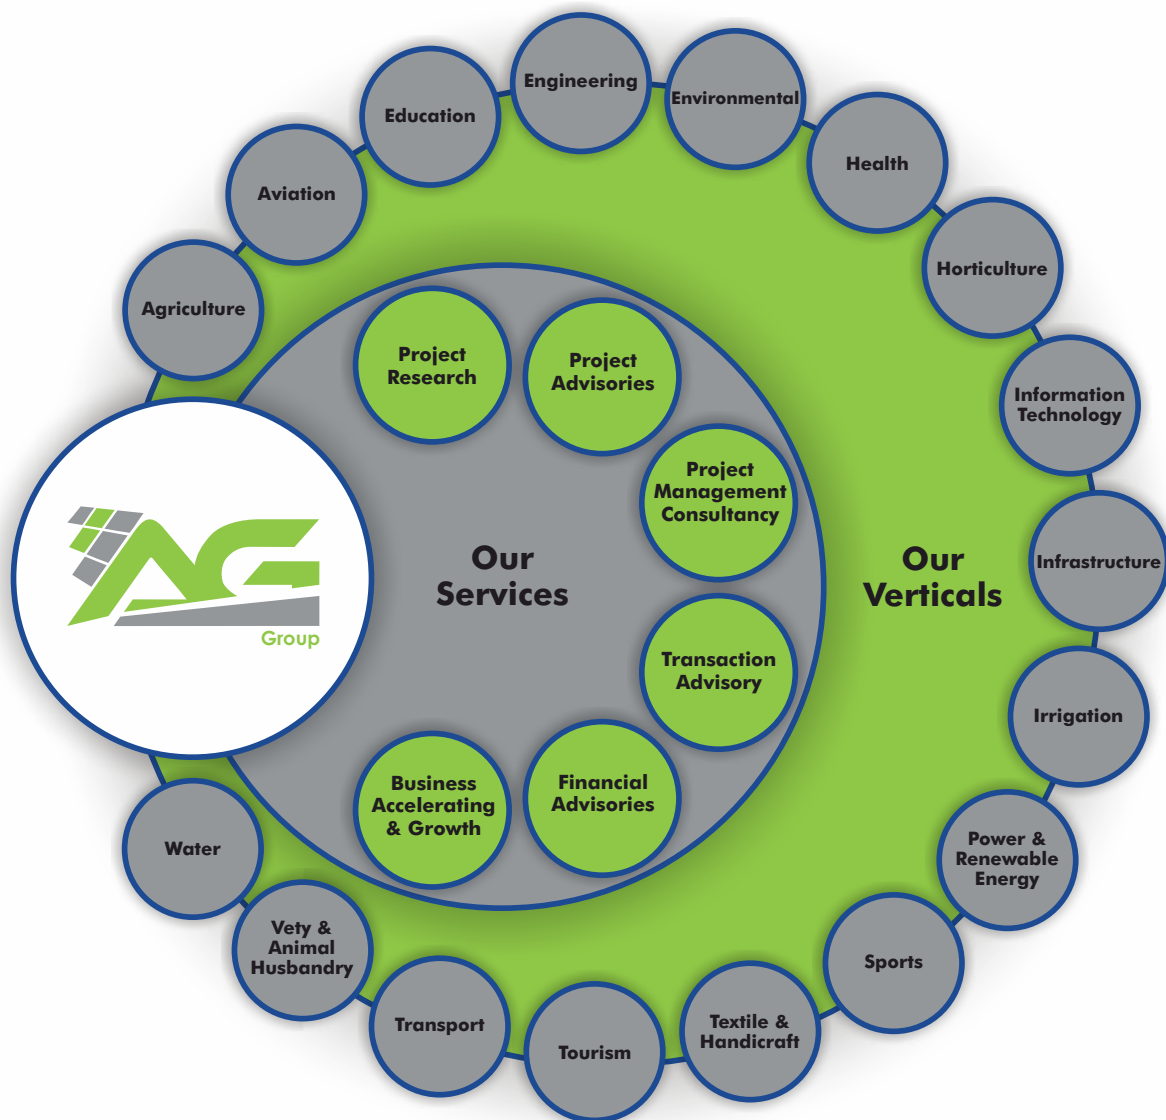 Engineering
Environmental
Education
Health
Aviation
Horticulture
Agriculture
Project
Research
Project
Advisories
Information
Technology
Project
Management
Consultancy
AG
Group
Our
Services
Our
Verticals
Infrastructure
Transaction
Advisory
Irrigation
Business
Accelerating
& Growth
Financial
Advisories
Water
Power &
Renewable
Energy
Vety &
Animal
Husbandry
Sports
Transport
Tourism
Textile &
Handicraft